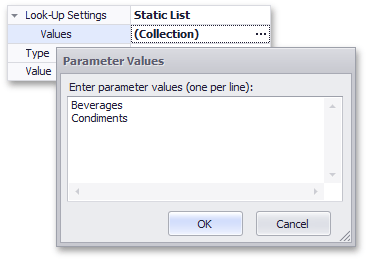 Look-Up Settings Static List
Values (Collection) ...
Type
Value
Parameter Values
Enter parameter values (one per line):
Beverages
Condiments
OK Cancel